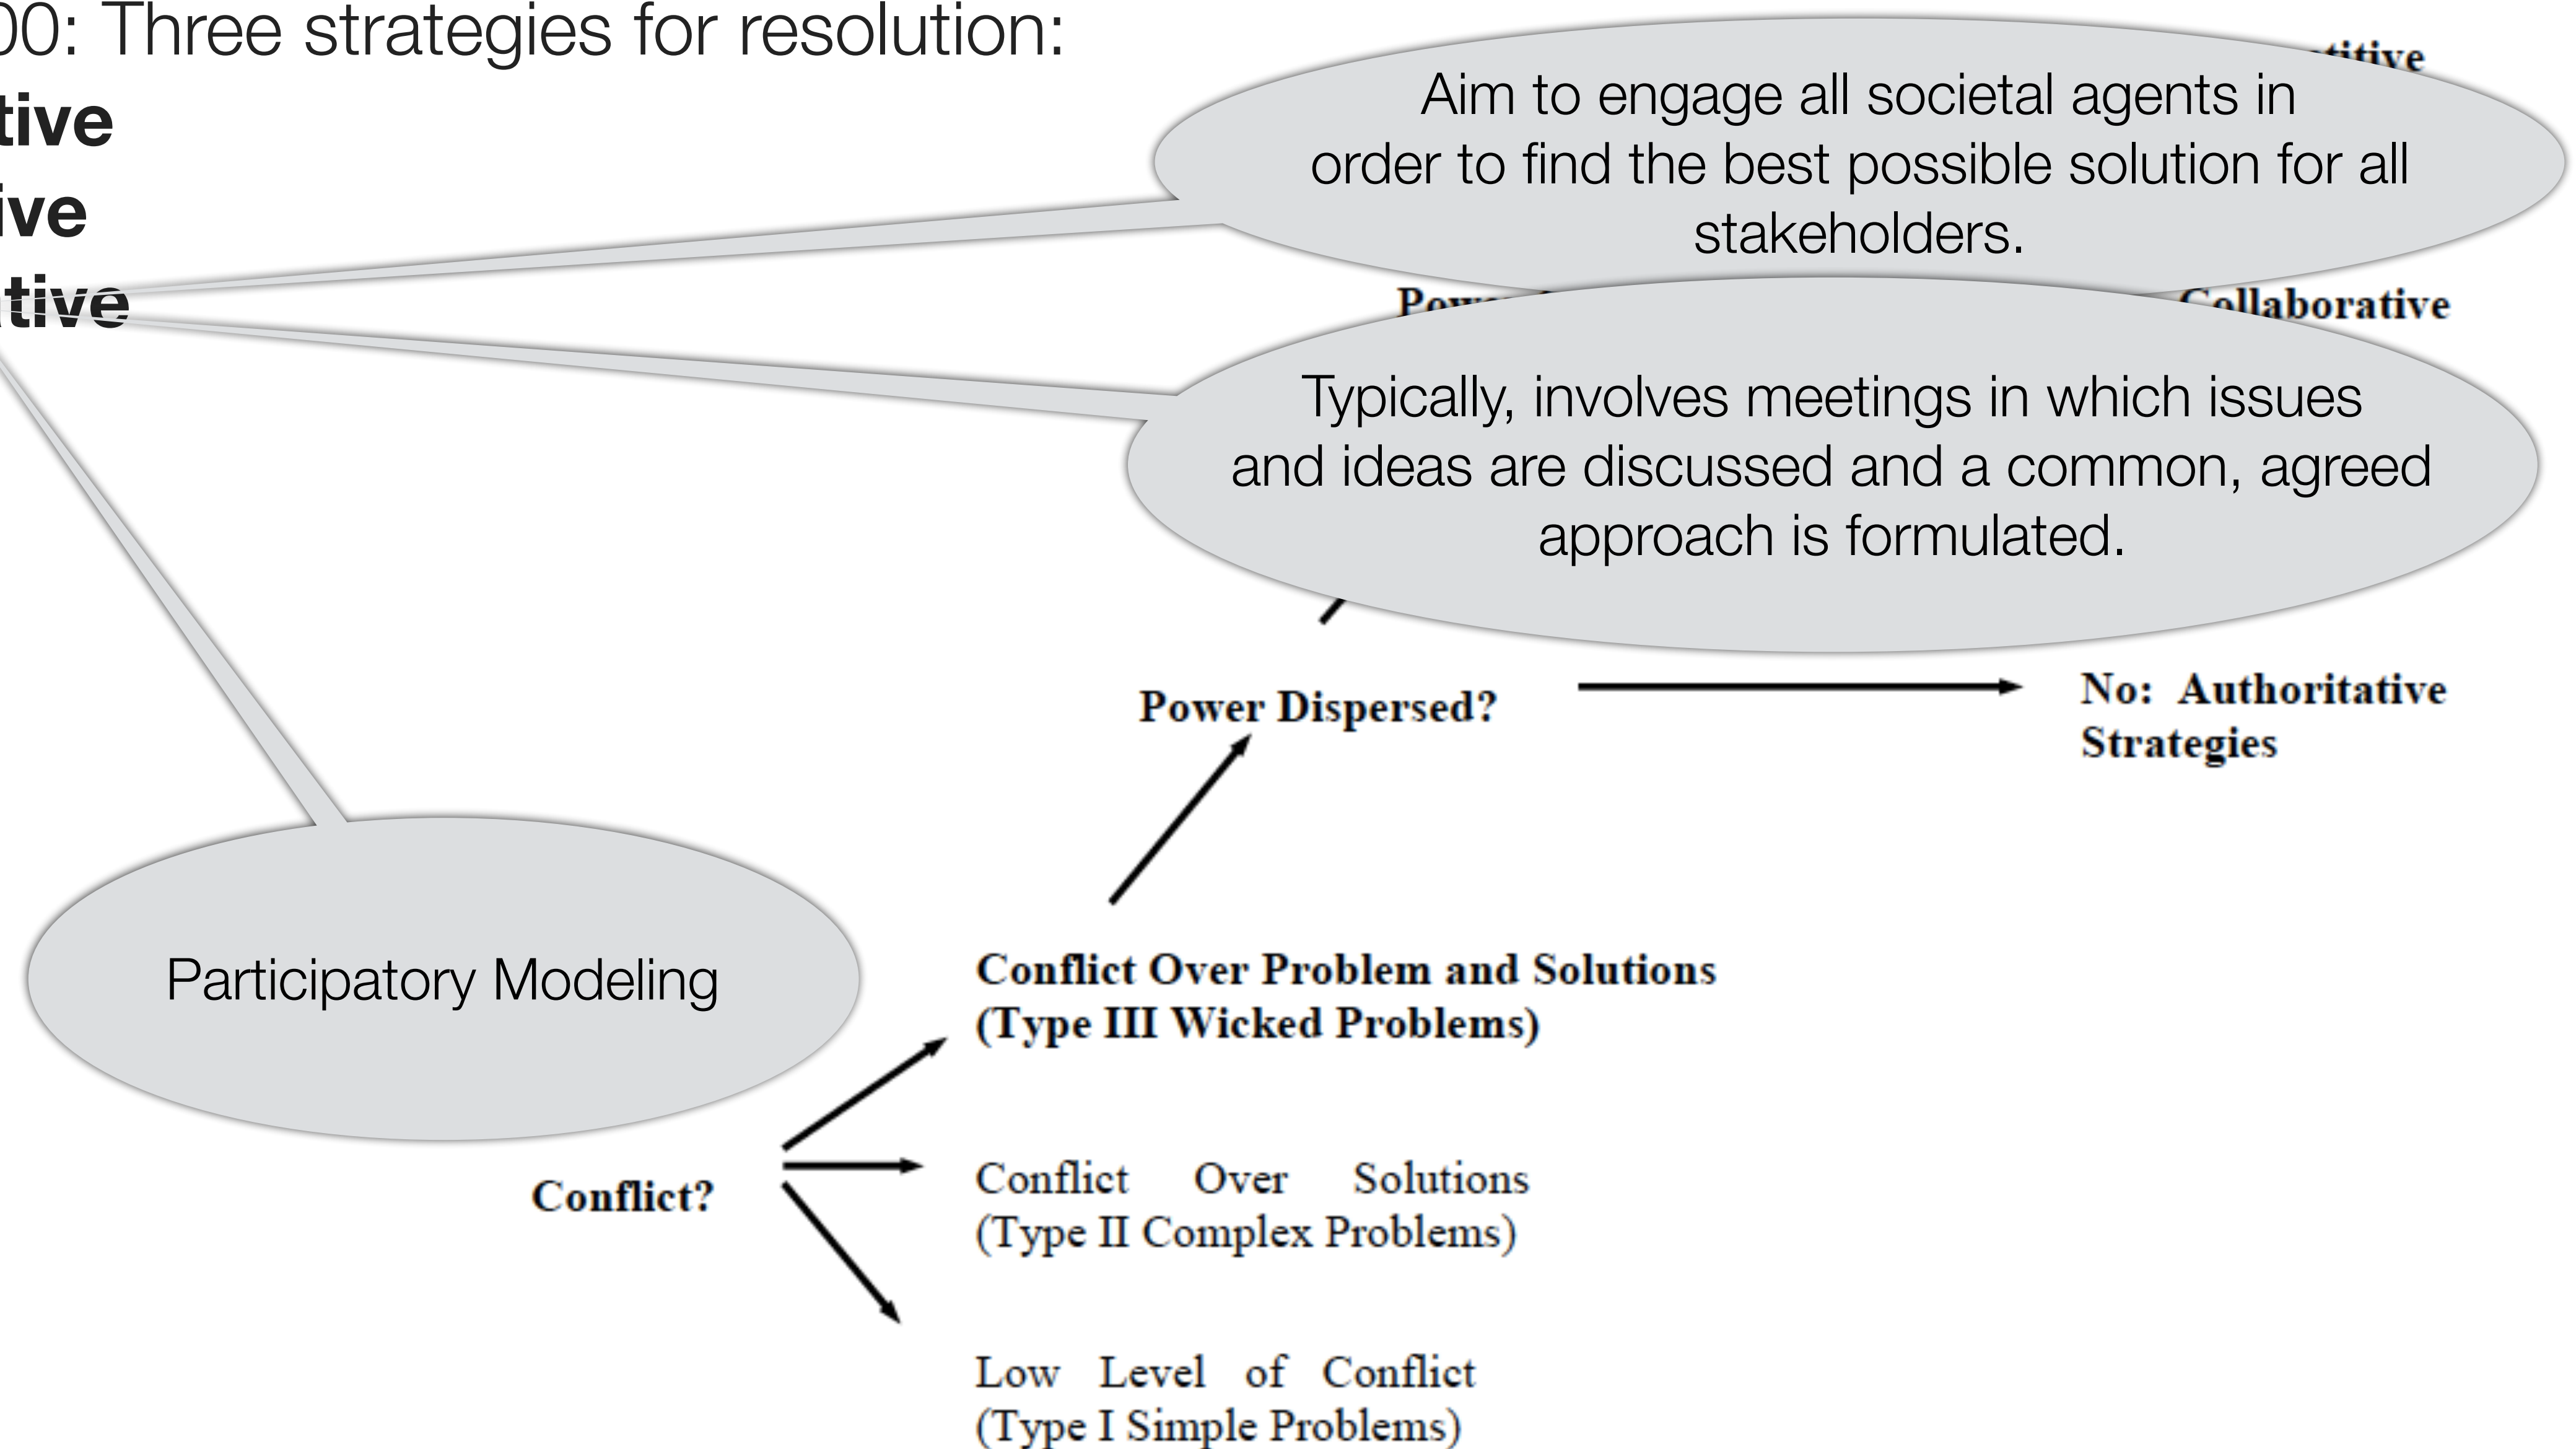 00: Three strategies for resolution:
tive
ive
tive
titive
Aim to engage all societal agents in
order to find the best possible solution for all
stakeholders.
Collaborative
Typically, involves meetings in which issues
and ideas are discussed and a common, agreed
approach is formulated.
Power Dispersed?
No: Authoritative
Strategies
Participatory Modeling
Conflict Over Problem and Solutions
(Type III Wicked Problems)
Conflict?
Conflict Over Solutions
(Type II Complex Problems)
Low Level of Conflict
(Type I Simple Problems)